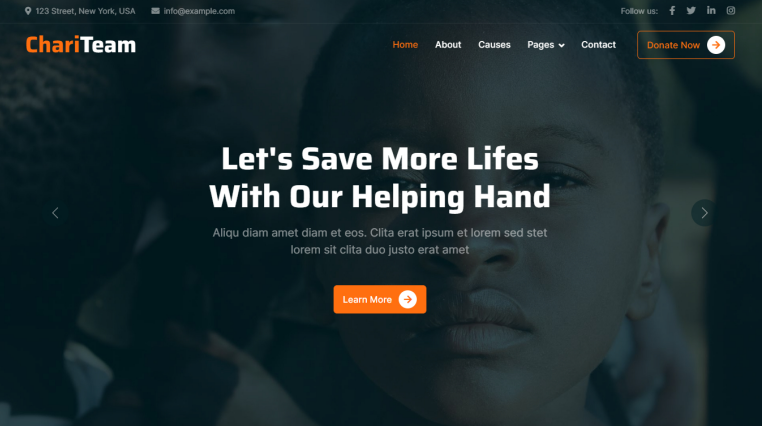 123 Street, New York, USA info@example.com Follow us:
ChariTeam Home About Causes Pages Contact Donate Now
Let's Save More Lifes
With Our Helping Hand
Aliqu diam amet diam et eos. Clita erat ipsum et lorem sed stet
lorem sit clita duo justo erat amet
Learn More